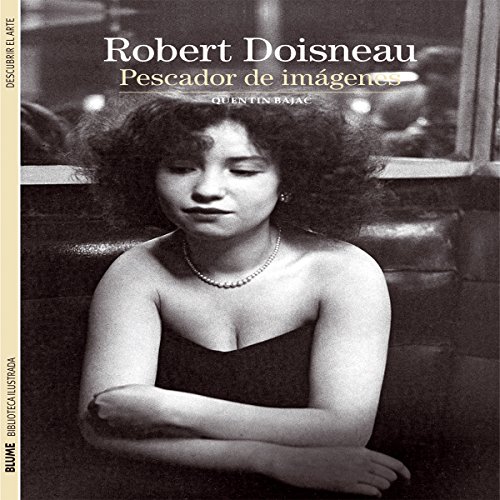 Robert Doisneau
Pescador de imágenes
QUENTIN BAJAC
DESCUBRIR EL ARTE
BLUME BIBLIOTECA ILUSTRADA